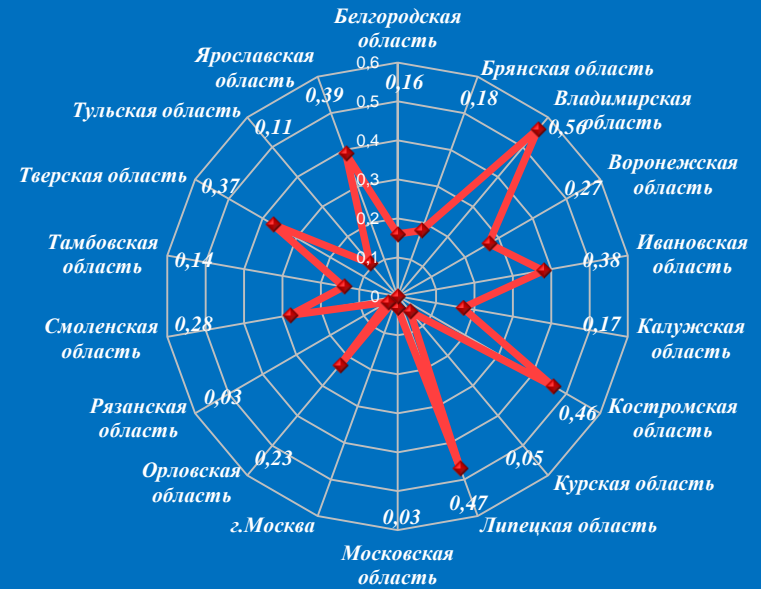 Белгородская
область
0,16
Брянская область
0,18
Владимирская
область
0,56
Воронежская
область
0,27
Ивановская
область
0,38
Калужская
область
0,17
Костромская
область
0,46
Курская область
0,05
Липецкая область
0,47
Московская
область
0,03
г.Москва
Орловская
область
0,23
Рязанская
область
0,03
Смоленская
область
0,28
Тамбовская
область
0,14
Тверская область
0,37
Тульская область
0,11
Ярославская
область
0,39
0,6
0,5
0,4
0,3
0,2
0,1
0